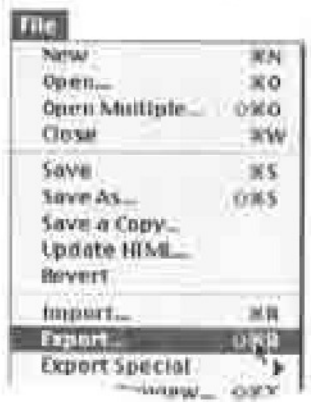 File
New ⌘N
Open... ⌘O
Open Multiple... ⇧⌘O
Close ⌘W
Save ⌘S
Save As... ⇧⌘S
Save a Copy...
Update HTML...
Revert
Import... ⌘R
Export... ⇧⌘R
Export Special
⇧⌘X